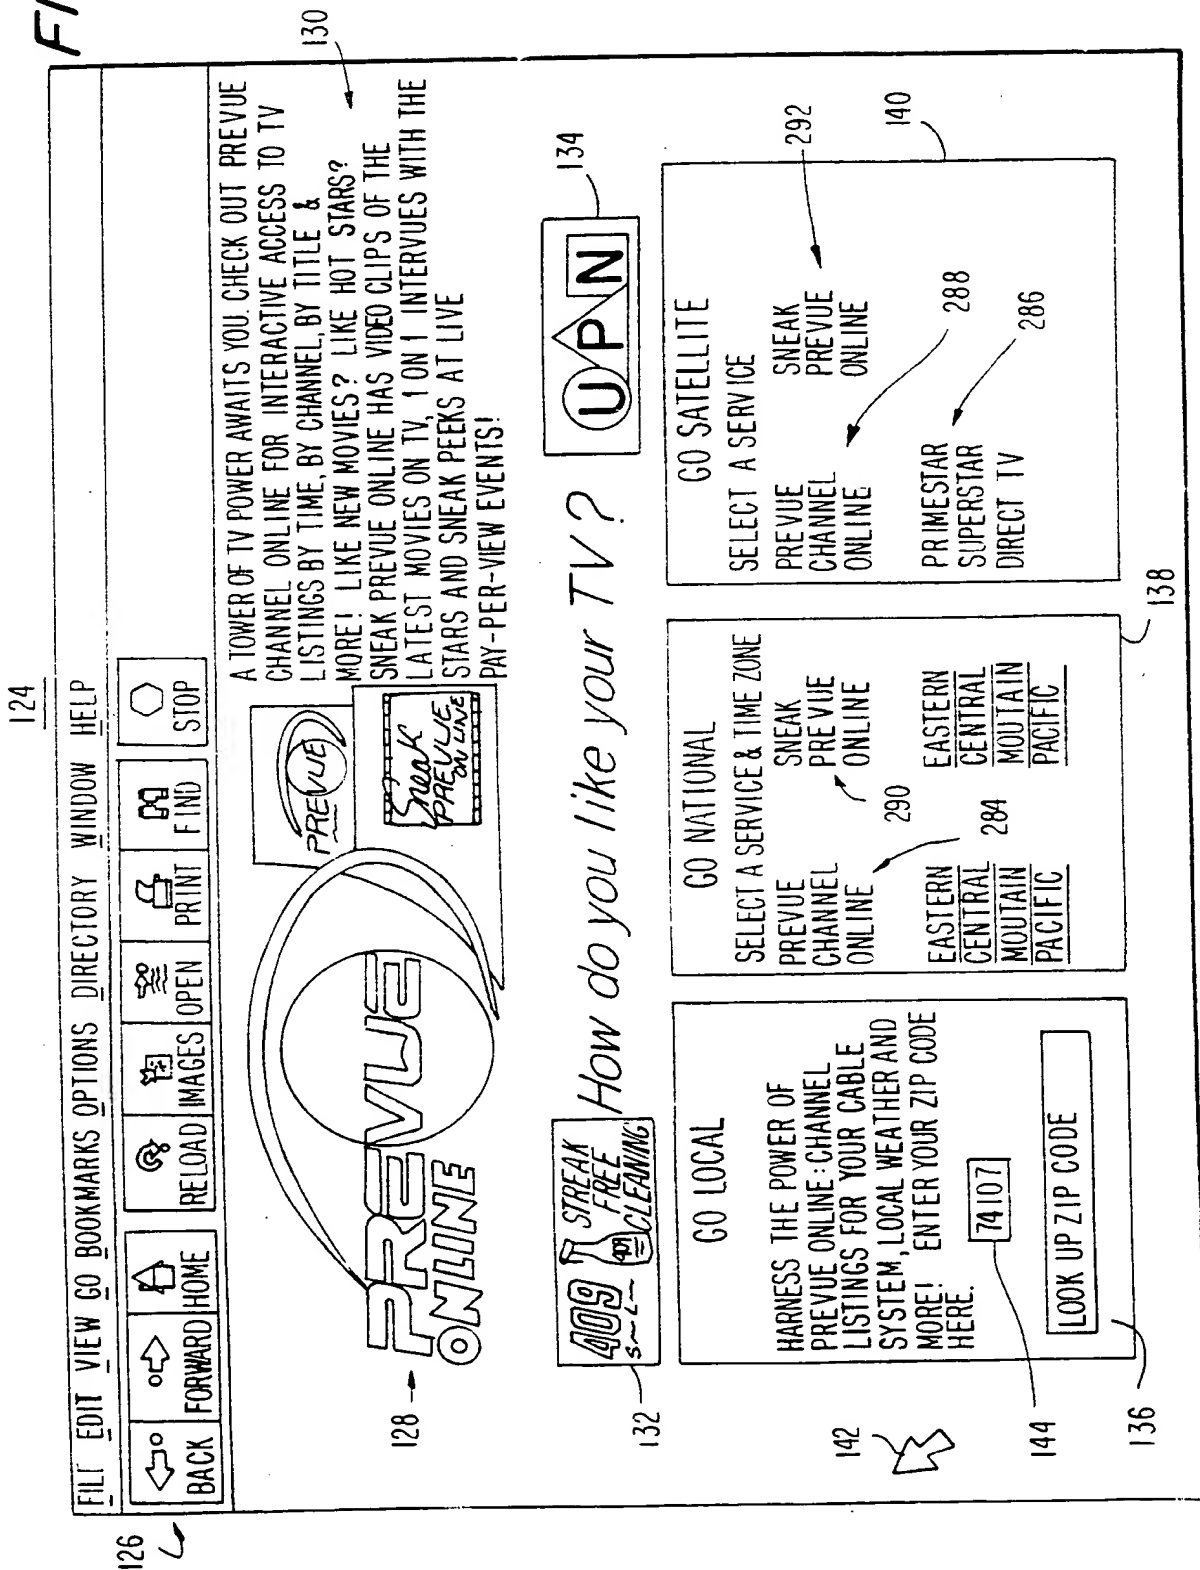 FI
124
126
FILE EDIT VIEW GO BOOKMARKS OPTIONS DIRECTORY WINDOW HELP
BACK FORWARD HOME RELOAD IMAGES OPEN PRINT FIND STOP
128
PREVUE
ONLINE
PREVUE
Sneak
PREVUE
ON LINE
130
A TOWER OF TV POWER AWAITS YOU. CHECK OUT PREVUE
CHANNEL ONLINE FOR INTERACTIVE ACCESS TO TV
LISTINGS BY TIME, BY CHANNEL, BY TITLE &
MORE! LIKE NEW MOVIES? LIKE HOT STARS?
SNEAK PREVUE ONLINE HAS VIDEO CLIPS OF THE
LATEST MOVIES ON TV, 1 ON 1 INTERVUES WITH THE
STARS AND SNEAK PEEKS AT LIVE
PAY-PER-VIEW EVENTS!
132
409
STREAK
FREE
CLEANING
409
How do you like your TV?
UPN
134
GO LOCAL
HARNESS THE POWER OF
PREVUE ONLINE: CHANNEL
LISTINGS FOR YOUR CABLE
SYSTEM, LOCAL WEATHER AND
MORE! ENTER YOUR ZIP CODE
HERE.
74107
LOOK UP ZIP CODE
142
144
136
GO NATIONAL
SELECT A SERVICE & TIME ZONE
PREVUE
CHANNEL
ONLINE
SNEAK
PREVUE
ONLINE
290
284
EASTERN
CENTRAL
MOUTAIN
PACIFIC
EASTERN
CENTRAL
MOUTAIN
PACIFIC
138
GO SATELLITE
SELECT A SERVICE
PREVUE
CHANNEL
ONLINE
SNEAK
PREVUE
ONLINE
292
288
PRIMESTAR
SUPERSTAR
DIRECT TV
286
140